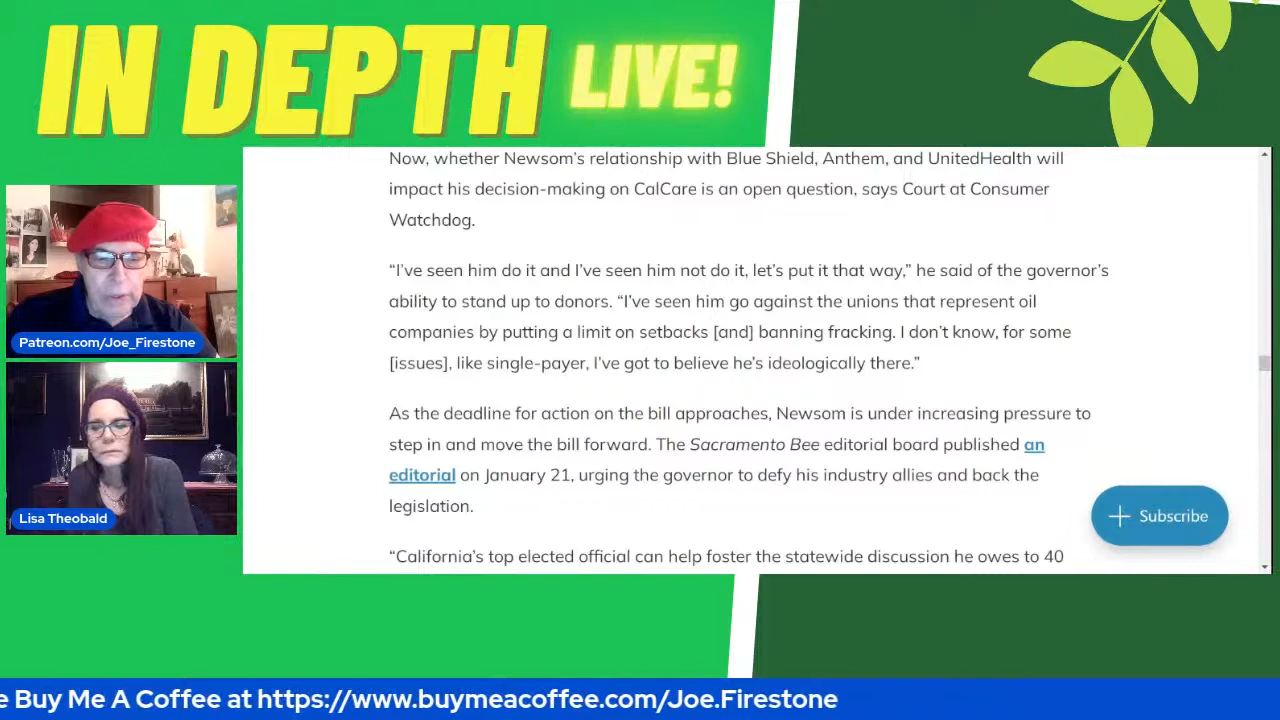 IN DEPTH LIVE!
Now, whether Newsom’s relationship with Blue Shield, Anthem, and UnitedHealth will
impact his decision-making on CalCare is an open question, says Court at Consumer
Watchdog.
“I’ve seen him do it and I’ve seen him not do it, let’s put it that way,” he said of the governor’s
ability to stand up to donors. “I’ve seen him go against the unions that represent oil
companies by putting a limit on setbacks [and] banning fracking. I don’t know, for some
[issues], like single-payer, I’ve got to believe he’s ideologically there.”
As the deadline for action on the bill approaches, Newsom is under increasing pressure to
step in and move the bill forward. The Sacramento Bee editorial board published an
editorial on January 21, urging the governor to defy his industry allies and back the
legislation.
“California’s top elected official can help foster the statewide discussion he owes to 40
Subscribe
Patreon.com/Joe_Firestone
Lisa Theobald
e Buy Me A Coffee at https://www.buymeacoffee.com/Joe.Firestone